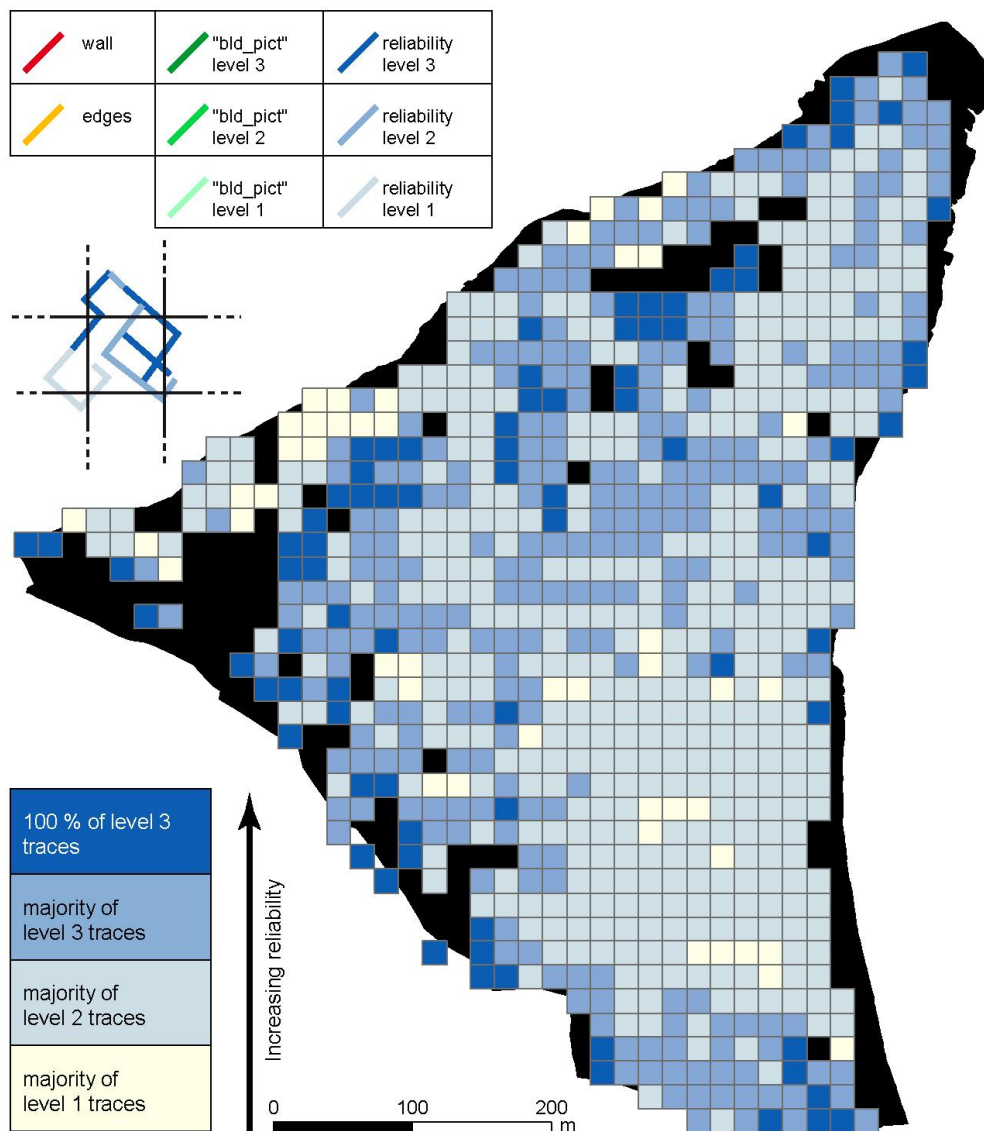 wall
"bld_pict"
level 3
reliability
level 3
edges
"bld_pict"
level 2
reliability
level 2
"bld_pict"
level 1
reliability
level 1
100 % of level 3
traces
majority of
level 3 traces
majority of
level 2 traces
majority of
level 1 traces
Increasing reliability
0 100 200
m